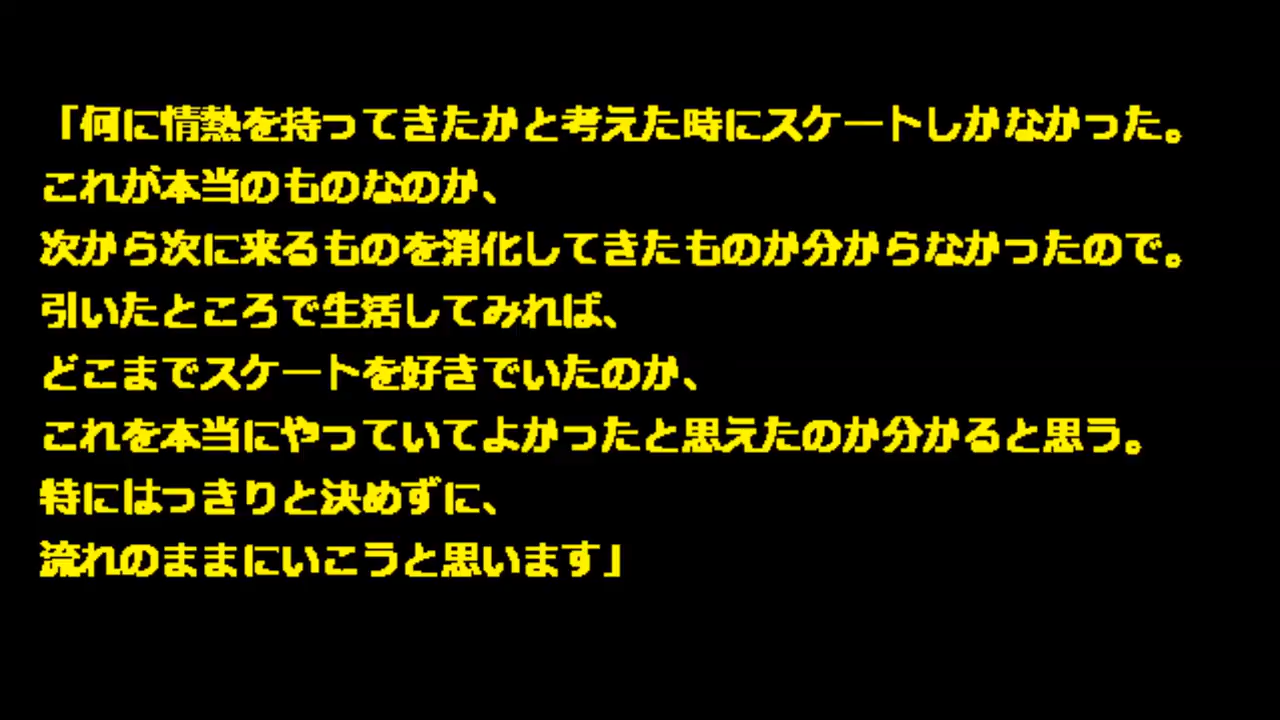 「何に情熱を持ってきたかと考えた時にスケートしかなかった。
これが本当のものなのか、
次から次に来るものを消化してきたものか分からなかったので。
引いたところで生活してみれば、
どこまでスケートを好きでいたのか、
これを本当にやっていてよかったと思えたのか分かると思う。
特にはっきりと決めずに、
流れのままにいこうと思います」